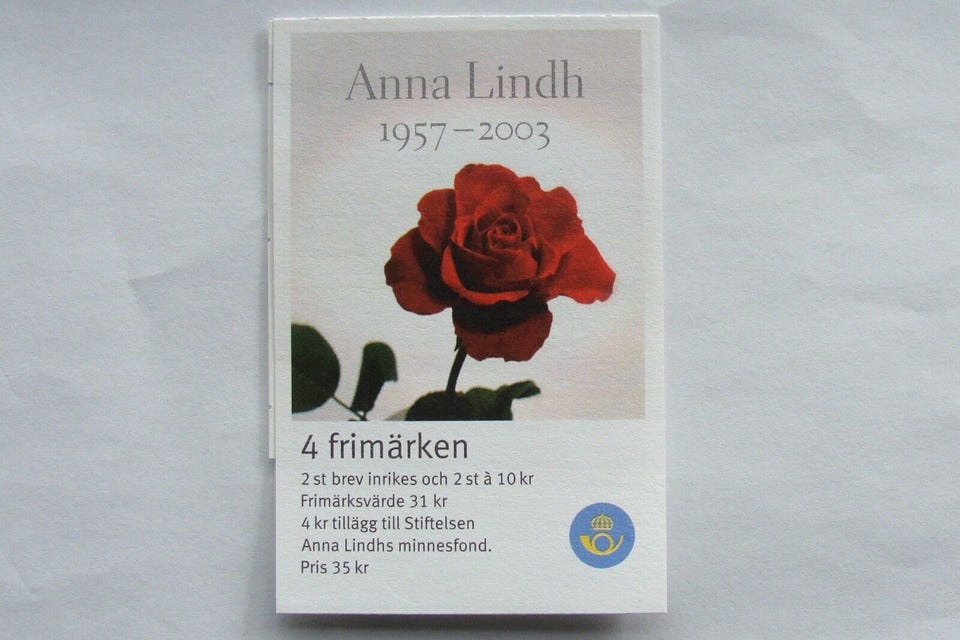 Anna Lindh
1957–2003
4 frimärken
2 st brev inrikes och 2 st à 10 kr
Frimärksvärde 31 kr
4 kr tillägg till Stiftelsen
Anna Lindhs minnesfond.
Pris 35 kr